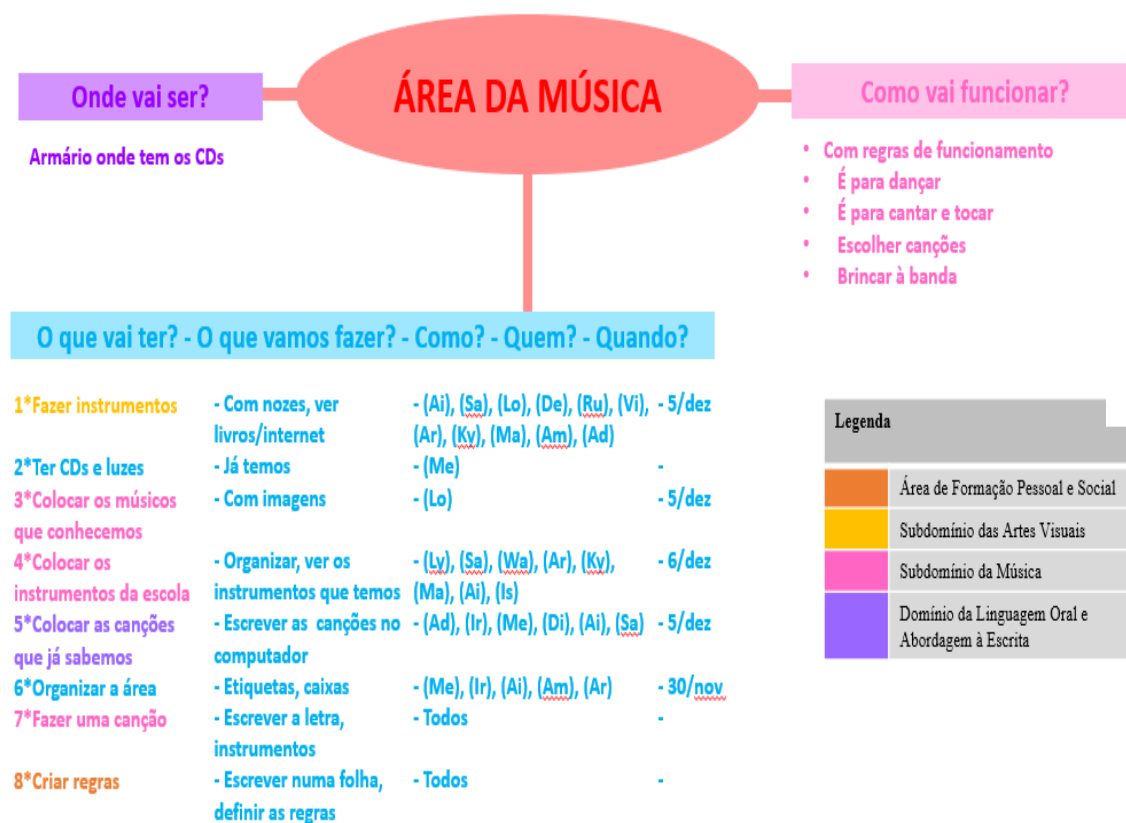 ÁREA DA MÚSICA
Onde vai ser?
Armário onde tem os CDs
Como vai funcionar?
• Com regras de funcionamento
• É para dançar
• É para cantar e tocar
• Escolher canções
• Brincar à banda
O que vai ter? - O que vamos fazer? - Como? - Quem? - Quando?
1*Fazer instrumentos - Com nozes, ver - (Ai), (Sa), (Lo), (De), (Ru), (Vi), - 5/dez
livros/internet (Ar), (Ky), (Ma), (Am), (Ad)
2*Ter CDs e luzes - Já temos - (Me) -
3*Colocar os músicos - Com imagens - (Lo) - 5/dez
que conhecemos
4*Colocar os - Organizar, ver os - (Ly), (Sa), (Wa), (Ar), (Ky), - 6/dez
instrumentos da escola instrumentos que temos (Ma), (Ai), (Is)
5*Colocar as canções - Escrever as canções no - (Ad), (Ir), (Me), (Di), (Ai), (Sa) - 5/dez
que já sabemos computador
6*Organizar a área - Etiquetas, caixas - (Me), (Ir), (Ai), (Am), (Ar) - 30/nov
7*Fazer uma canção - Escrever a letra, - Todos -
instrumentos
8*Criar regras - Escrever numa folha, - Todos -
definir as regras
Legenda
Área de Formação Pessoal e Social
Subdomínio das Artes Visuais
Subdomínio da Música
Domínio da Linguagem Oral e
Abordagem à Escrita